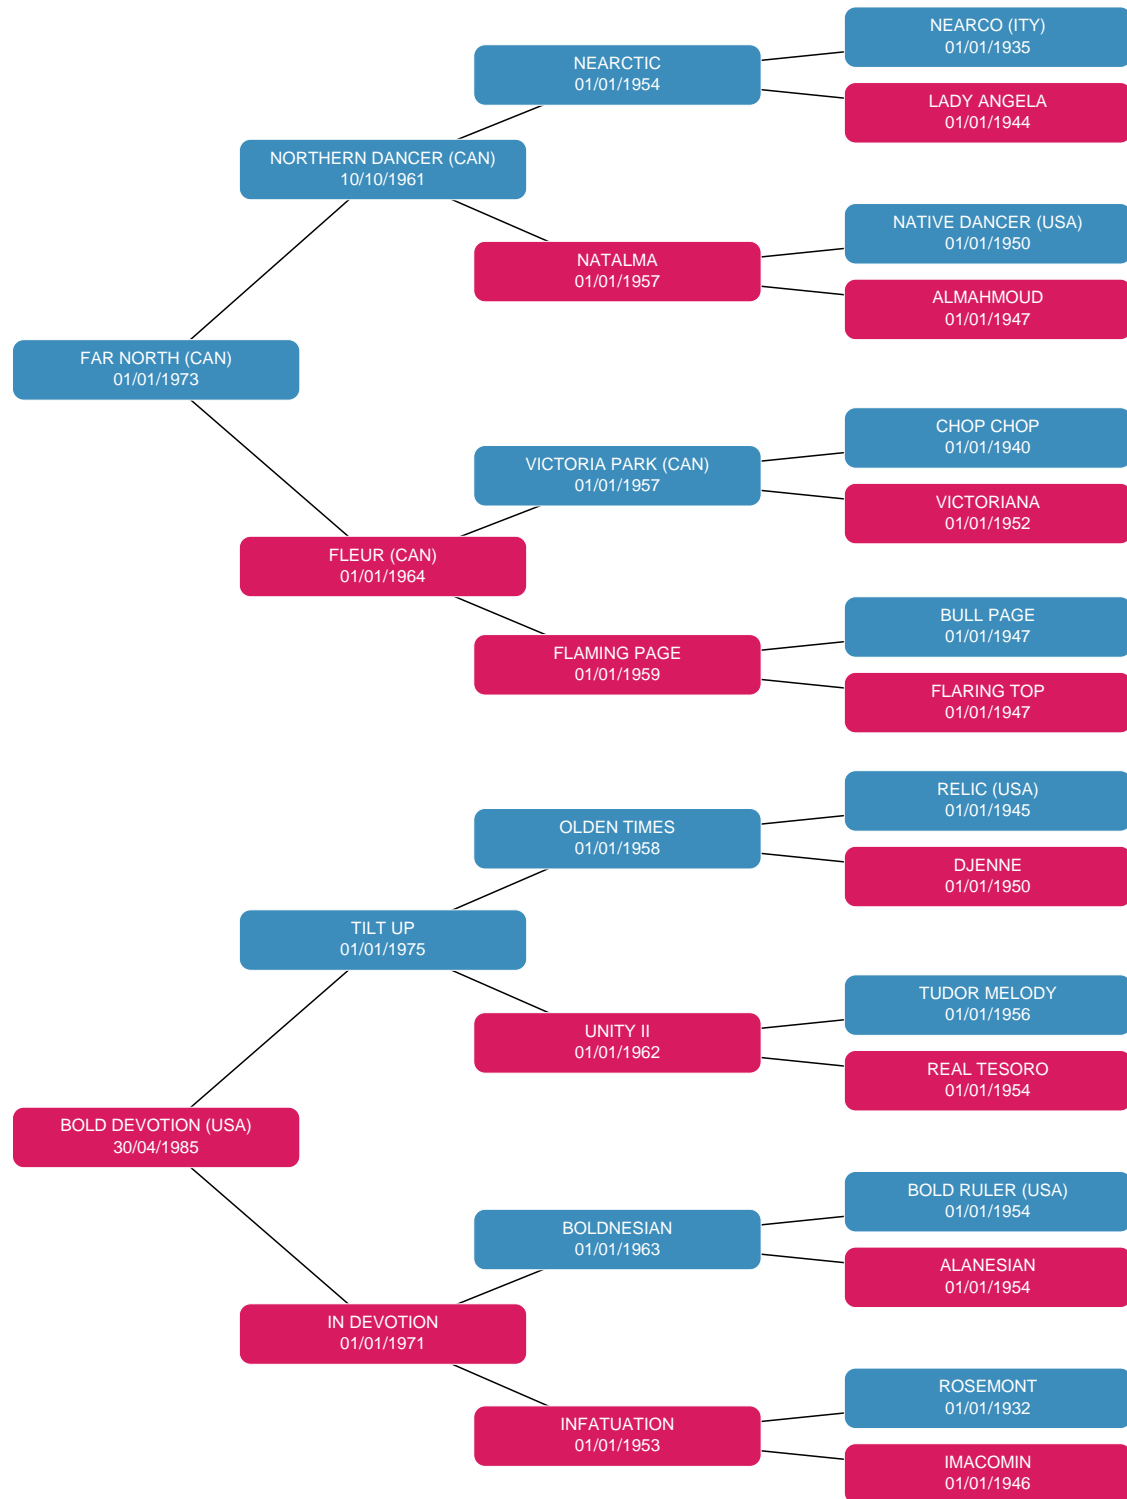 NEARCO (ITY)
01/01/1935
NEARCTIC
01/01/1954
LADY ANGELA
01/01/1944
NORTHERN DANCER (CAN)
10/10/1961
NATIVE DANCER (USA)
01/01/1950
NATALMA
01/01/1957
ALMAHMOUD
01/01/1947
FAR NORTH (CAN)
01/01/1973
CHOP CHOP
01/01/1940
VICTORIA PARK (CAN)
01/01/1957
VICTORIANA
01/01/1952
FLEUR (CAN)
01/01/1964
BULL PAGE
01/01/1947
FLAMING PAGE
01/01/1959
FLARING TOP
01/01/1947
RELIC (USA)
01/01/1945
OLDEN TIMES
01/01/1958
DJENNE
01/01/1950
TILT UP
01/01/1975
TUDOR MELODY
01/01/1956
UNITY II
01/01/1962
REAL TESORO
01/01/1954
BOLD DEVOTION (USA)
30/04/1985
BOLD RULER (USA)
01/01/1954
BOLDNESIAN
01/01/1963
ALANESIAN
01/01/1954
IN DEVOTION
01/01/1971
ROSEMONT
01/01/1932
INFATUATION
01/01/1953
IMACOMIN
01/01/1946